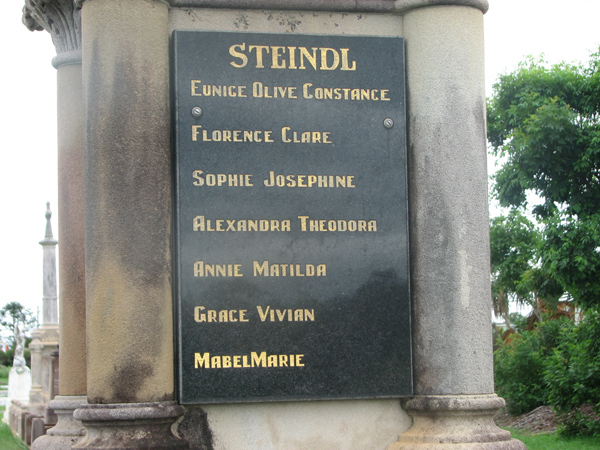 STEINDL
EUNICE OLIVE CONSTANCE
FLORENCE CLARE
SOPHIE JOSEPHINE
ALEXANDRA THEODORA
ANNIE MATILDA
GRACE VIVIAN
MABELMARIE